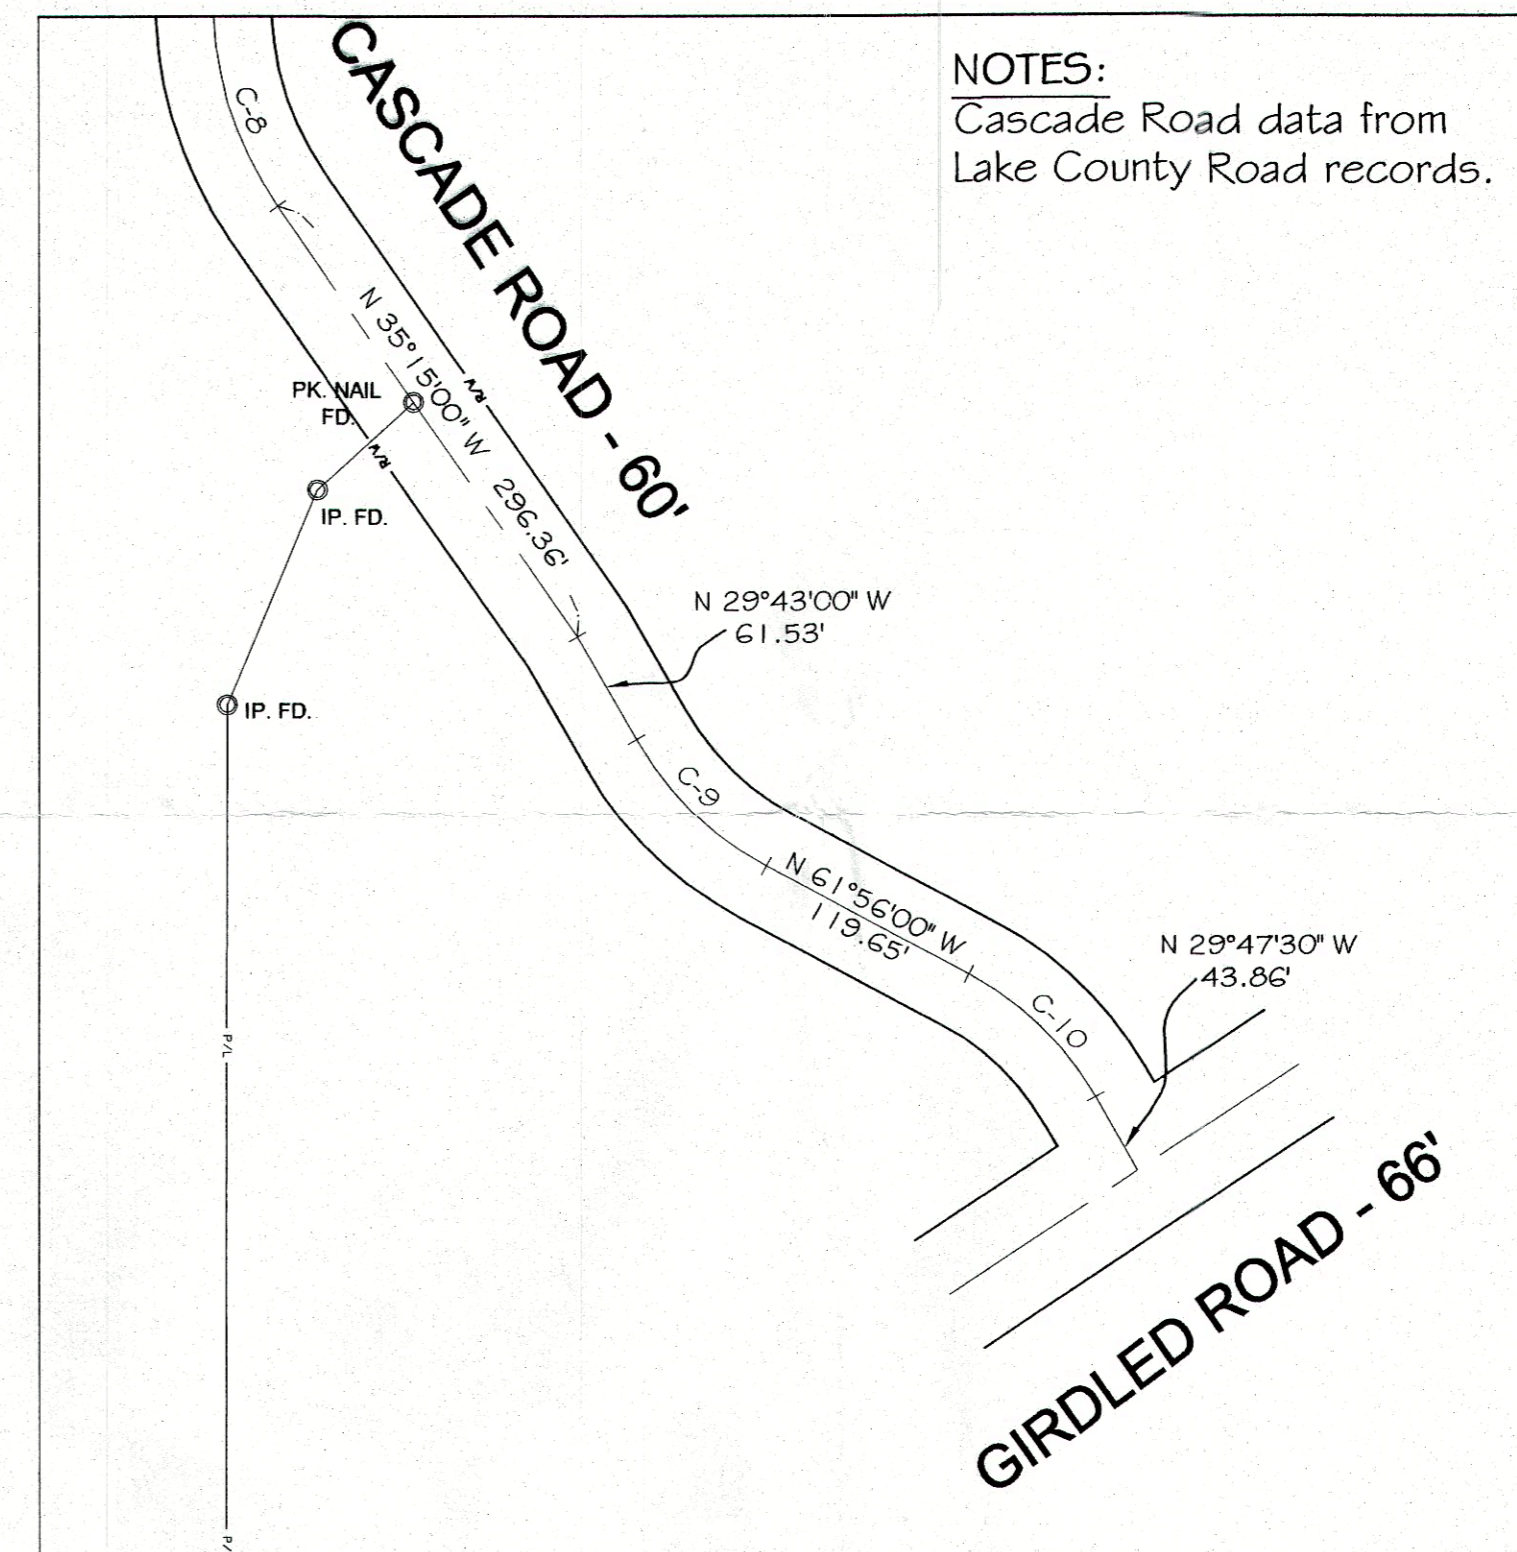 NOTES:
Cascade Road data from
Lake County Road records.
CASCADE ROAD - 60'
C-8
N 35°15'00" W 296.36'
R/W
PK. NAIL
FD.
R/W
IP. FD.
IP. FD.
N 29°43'00" W
61.53'
C-9
N 61°56'00" W
119.65'
C-10
N 29°47'30" W
43.86'
P/L
GIRDLED ROAD - 66'
P/